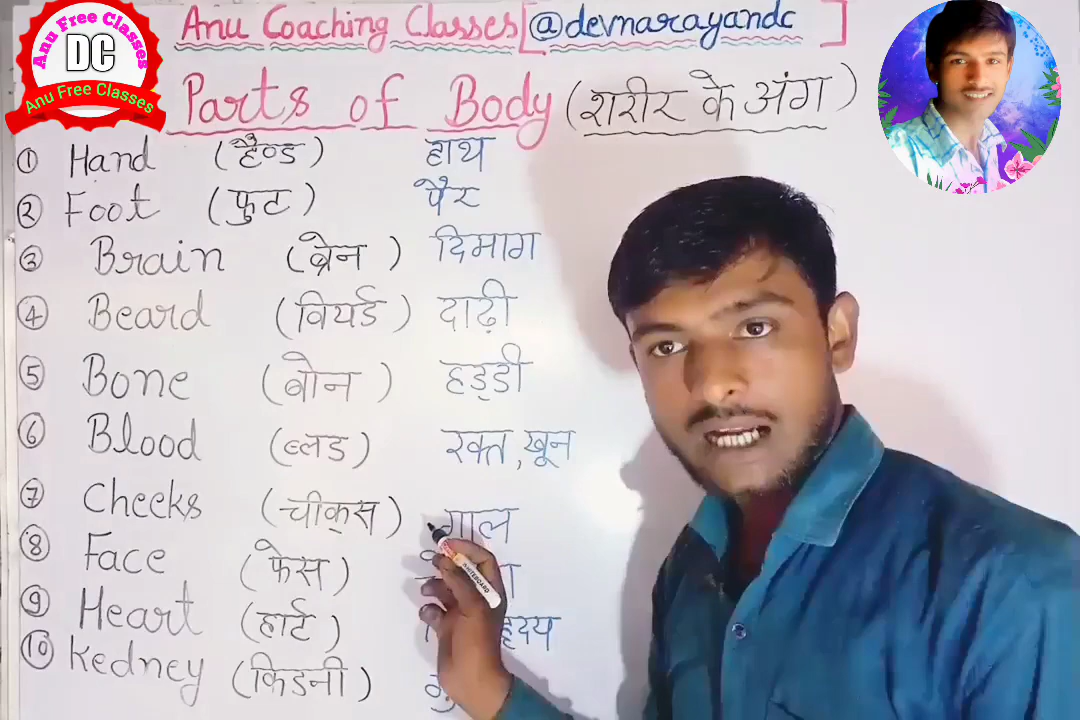 Anu Free Classes
DC
Anu Free Classes
Anu Coaching Classes [@devnarayandc]
Parts of Body (शरीर के अंग)
① Hand (हैण्ड) हाथ
② Foot (फुट) पैर
③ Brain (ब्रेन) दिमाग
④ Beard (वियर्ड) दाढ़ी
⑤ Bone (बोन) हड्डी
⑥ Blood (ब्लड) रक्त, खून
⑦ Cheeks (चीक्स) गाल
⑧ Face (फेस)
⑨ Heart (हार्ट) हृदय
⑩ Kedney (किडनी)